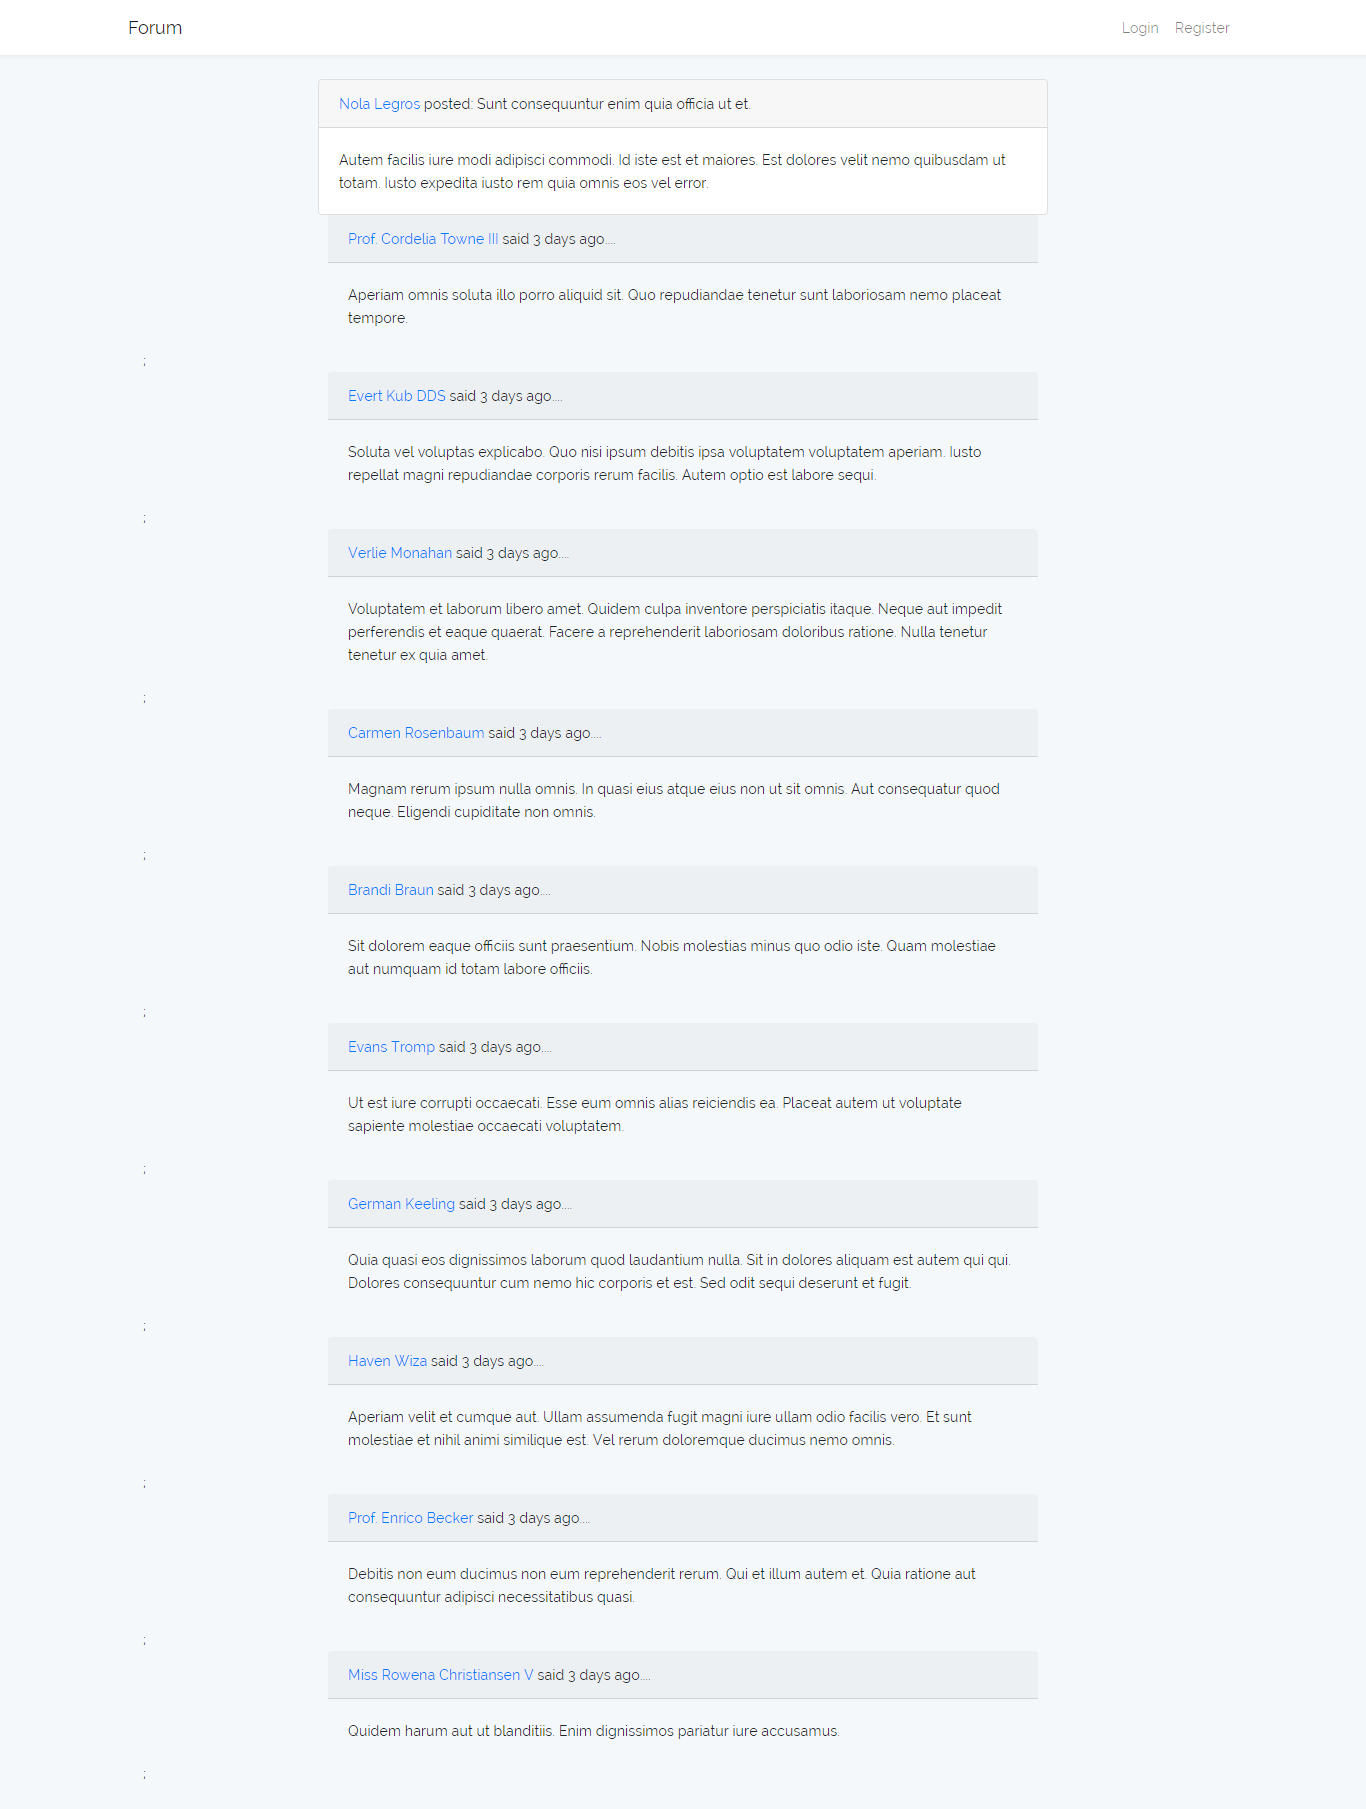 Forum
Login Register
Nola Legros posted: Sunt consequuntur enim quia officia ut et.
Autem facilis iure modi adipisci commodi. Id iste est et maiores. Est dolores velit nemo quibusdam ut
totam. Iusto expedita iusto rem quia omnis eos vel error.
Prof. Cordelia Towne III said 3 days ago....
Aperiam omnis soluta illo porro aliquid sit. Quo repudiandae tenetur sunt laboriosam nemo placeat
tempore.
;
Evert Kub DDS said 3 days ago....
Soluta vel voluptas explicabo. Quo nisi ipsum debitis ipsa voluptatem voluptatem aperiam. Iusto
repellat magni repudiandae corporis rerum facilis. Autem optio est labore sequi.
;
Verlie Monahan said 3 days ago....
Voluptatem et laborum libero amet. Quidem culpa inventore perspiciatis itaque. Neque aut impedit
perferendis et eaque quaerat. Facere a reprehenderit laboriosam doloribus ratione. Nulla tenetur
tenetur ex quia amet.
;
Carmen Rosenbaum said 3 days ago....
Magnam rerum ipsum nulla omnis. In quasi eius atque eius non ut sit omnis. Aut consequatur quod
neque. Eligendi cupiditate non omnis.
;
Brandi Braun said 3 days ago....
Sit dolorem eaque officiis sunt praesentium. Nobis molestias minus quo odio iste. Quam molestiae
aut numquam id totam labore officiis.
;
Evans Tromp said 3 days ago....
Ut est iure corrupti occaecati. Esse eum omnis alias reiciendis ea. Placeat autem ut voluptate
sapiente molestiae occaecati voluptatem.
;
German Keeling said 3 days ago....
Quia quasi eos dignissimos laborum quod laudantium nulla. Sit in dolores aliquam est autem qui qui.
Dolores consequuntur cum nemo hic corporis et est. Sed odit sequi deserunt et fugit.
;
Haven Wiza said 3 days ago....
Aperiam velit et cumque aut. Ullam assumenda fugit magni iure ullam odio facilis vero. Et sunt
molestiae et nihil animi similique est. Vel rerum doloremque ducimus nemo omnis.
;
Prof. Enrico Becker said 3 days ago....
Debitis non eum ducimus non eum reprehenderit rerum. Qui et illum autem et. Quia ratione aut
consequuntur adipisci necessitatibus quasi.
;
Miss Rowena Christiansen V said 3 days ago....
Quidem harum aut ut blanditiis. Enim dignissimos pariatur iure accusamus.
;